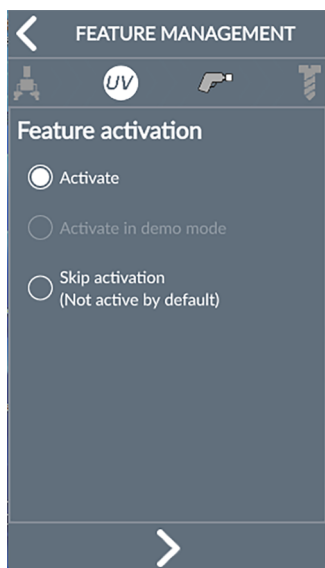 FEATURE MANAGEMENT
UV
Feature activation
Activate
Activate in demo mode
Skip activation
(Not active by default)